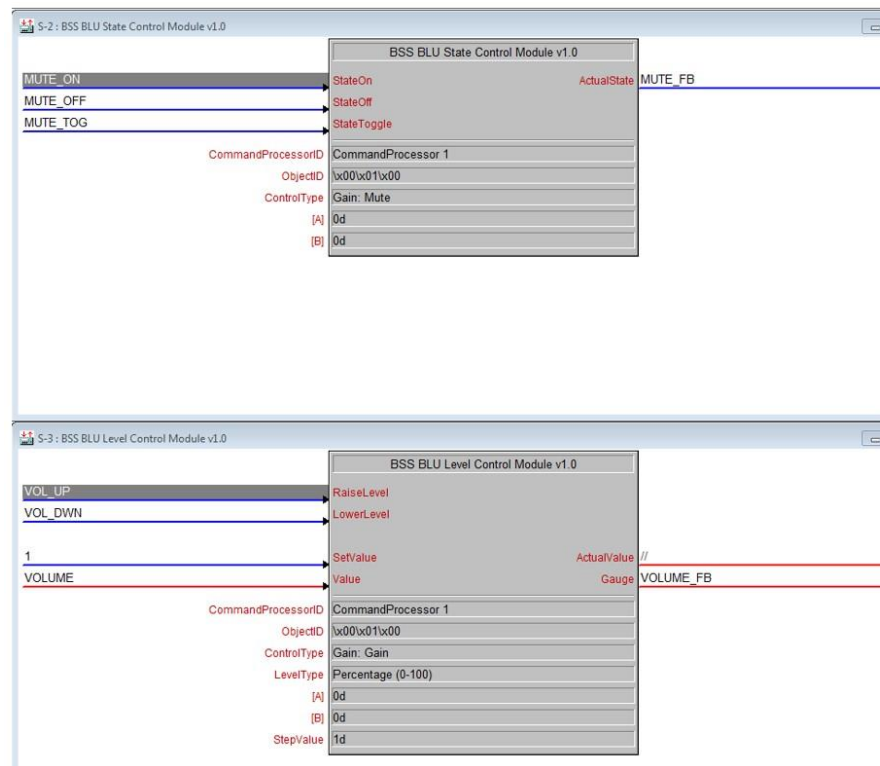 S-2 : BSS BLU State Control Module v1.0
BSS BLU State Control Module v1.0
MUTE_ON StateOn ActualState MUTE_FB
MUTE_OFF StateOff
MUTE_TOG StateToggle
CommandProcessorID CommandProcessor 1
ObjectID \x00\x01\x00
ControlType Gain: Mute
[A] 0d
[B] 0d
S-3 : BSS BLU Level Control Module v1.0
BSS BLU Level Control Module v1.0
VOL_UP RaiseLevel
VOL_DWN LowerLevel
1 SetValue ActualValue //
VOLUME Value Gauge VOLUME_FB
CommandProcessorID CommandProcessor 1
ObjectID \x00\x01\x00
ControlType Gain: Gain
LevelType Percentage (0-100)
[A] 0d
[B] 0d
StepValue 1d